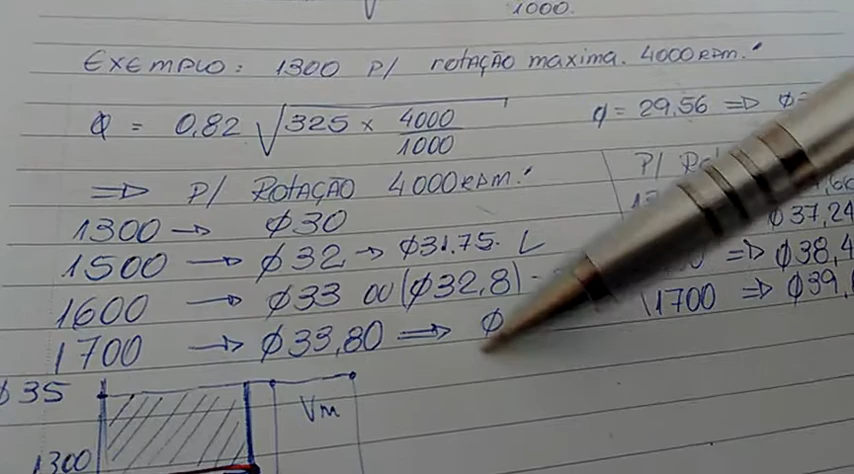 1000.
EXEMPLO: 1300 P/ rotAÇÃO maxima. 4000 RPM.
φ = 0,82 √325 x 4000/1000
φ = 29,56 => φ3
=> P/ ROTAÇÃO 4000 RPM.
P/ Ro
1300 → φ30
1500 → φ32 → φ31,75. L
φ37,24
1600 → φ33 OU (φ32,8) -
=> φ38,4
1700 → φ33,80 => φ
1700 => φ39,
φ35
Vm
1300